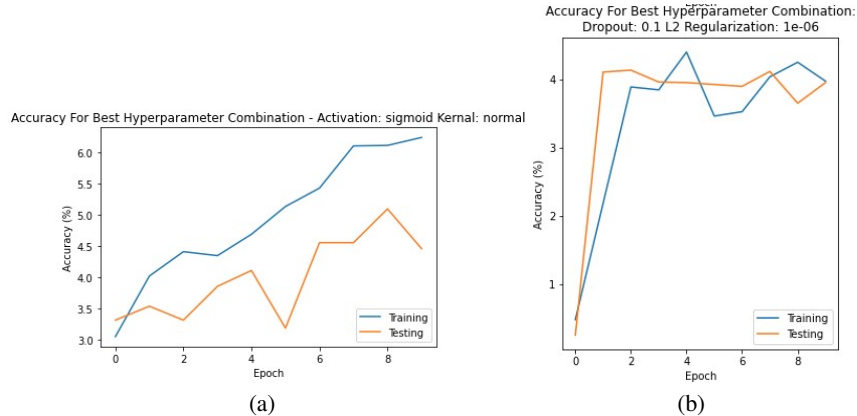 Accuracy For Best Hyperparameter Combination - Activation: sigmoid Kernal: normal
6.0
5.5
5.0
4.5
4.0
3.5
3.0
Accuracy (%)
0 2 4 6 8
Epoch
Training
Testing
(a)
Accuracy For Best Hyperparameter Combination:
Dropout: 0.1 L2 Regularization: 1e-06
4
3
2
1
Accuracy (%)
0 2 4 6 8
Epoch
Training
Testing
(b)